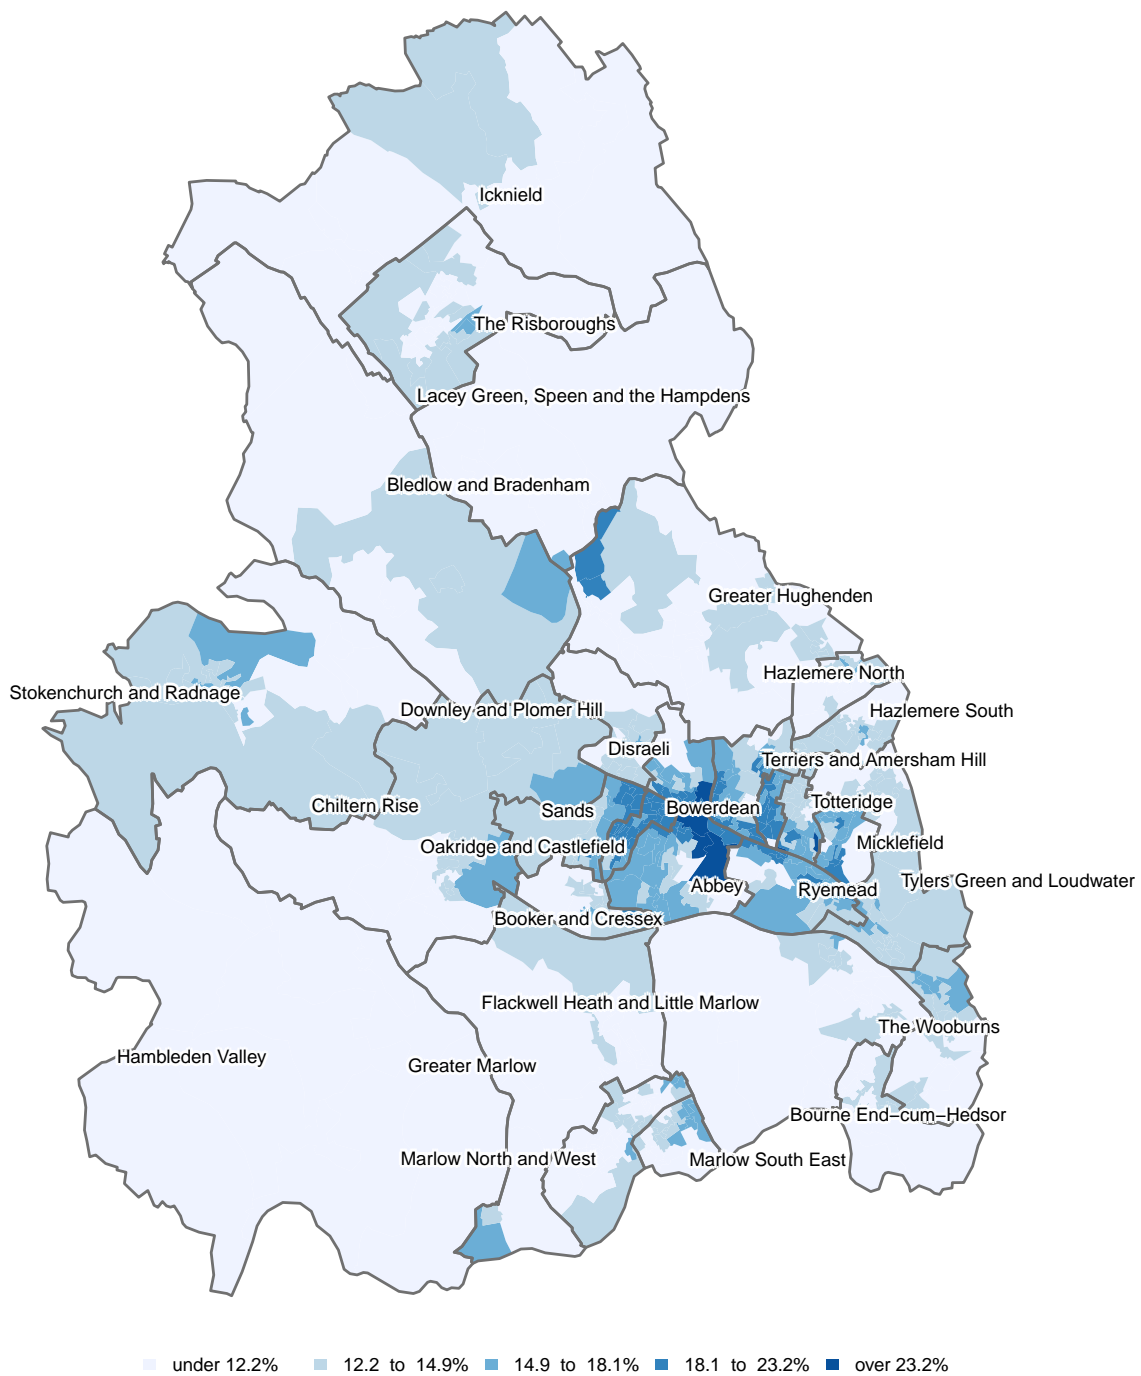 Icknield
The Risboroughs
Lacey Green, Speen and the Hampdens
Bledlow and Bradenham
Greater Hughenden
Hazlemere North
Stokenchurch and Radnage
Downley and Plomer Hill
Hazlemere South
Disraeli
Terriers and Amersham Hill
Chiltern Rise
Sands
Bowerdean
Totteridge
Oakridge and Castlefield
Micklefield
Abbey
Ryemead
Tylers Green and Loudwater
Booker and Cressex
Flackwell Heath and Little Marlow
The Wooburns
Hambleden Valley
Greater Marlow
Bourne End−cum−Hedsor
Marlow North and West
Marlow South East
under 12.2% 12.2 to 14.9% 14.9 to 18.1% 18.1 to 23.2% over 23.2%